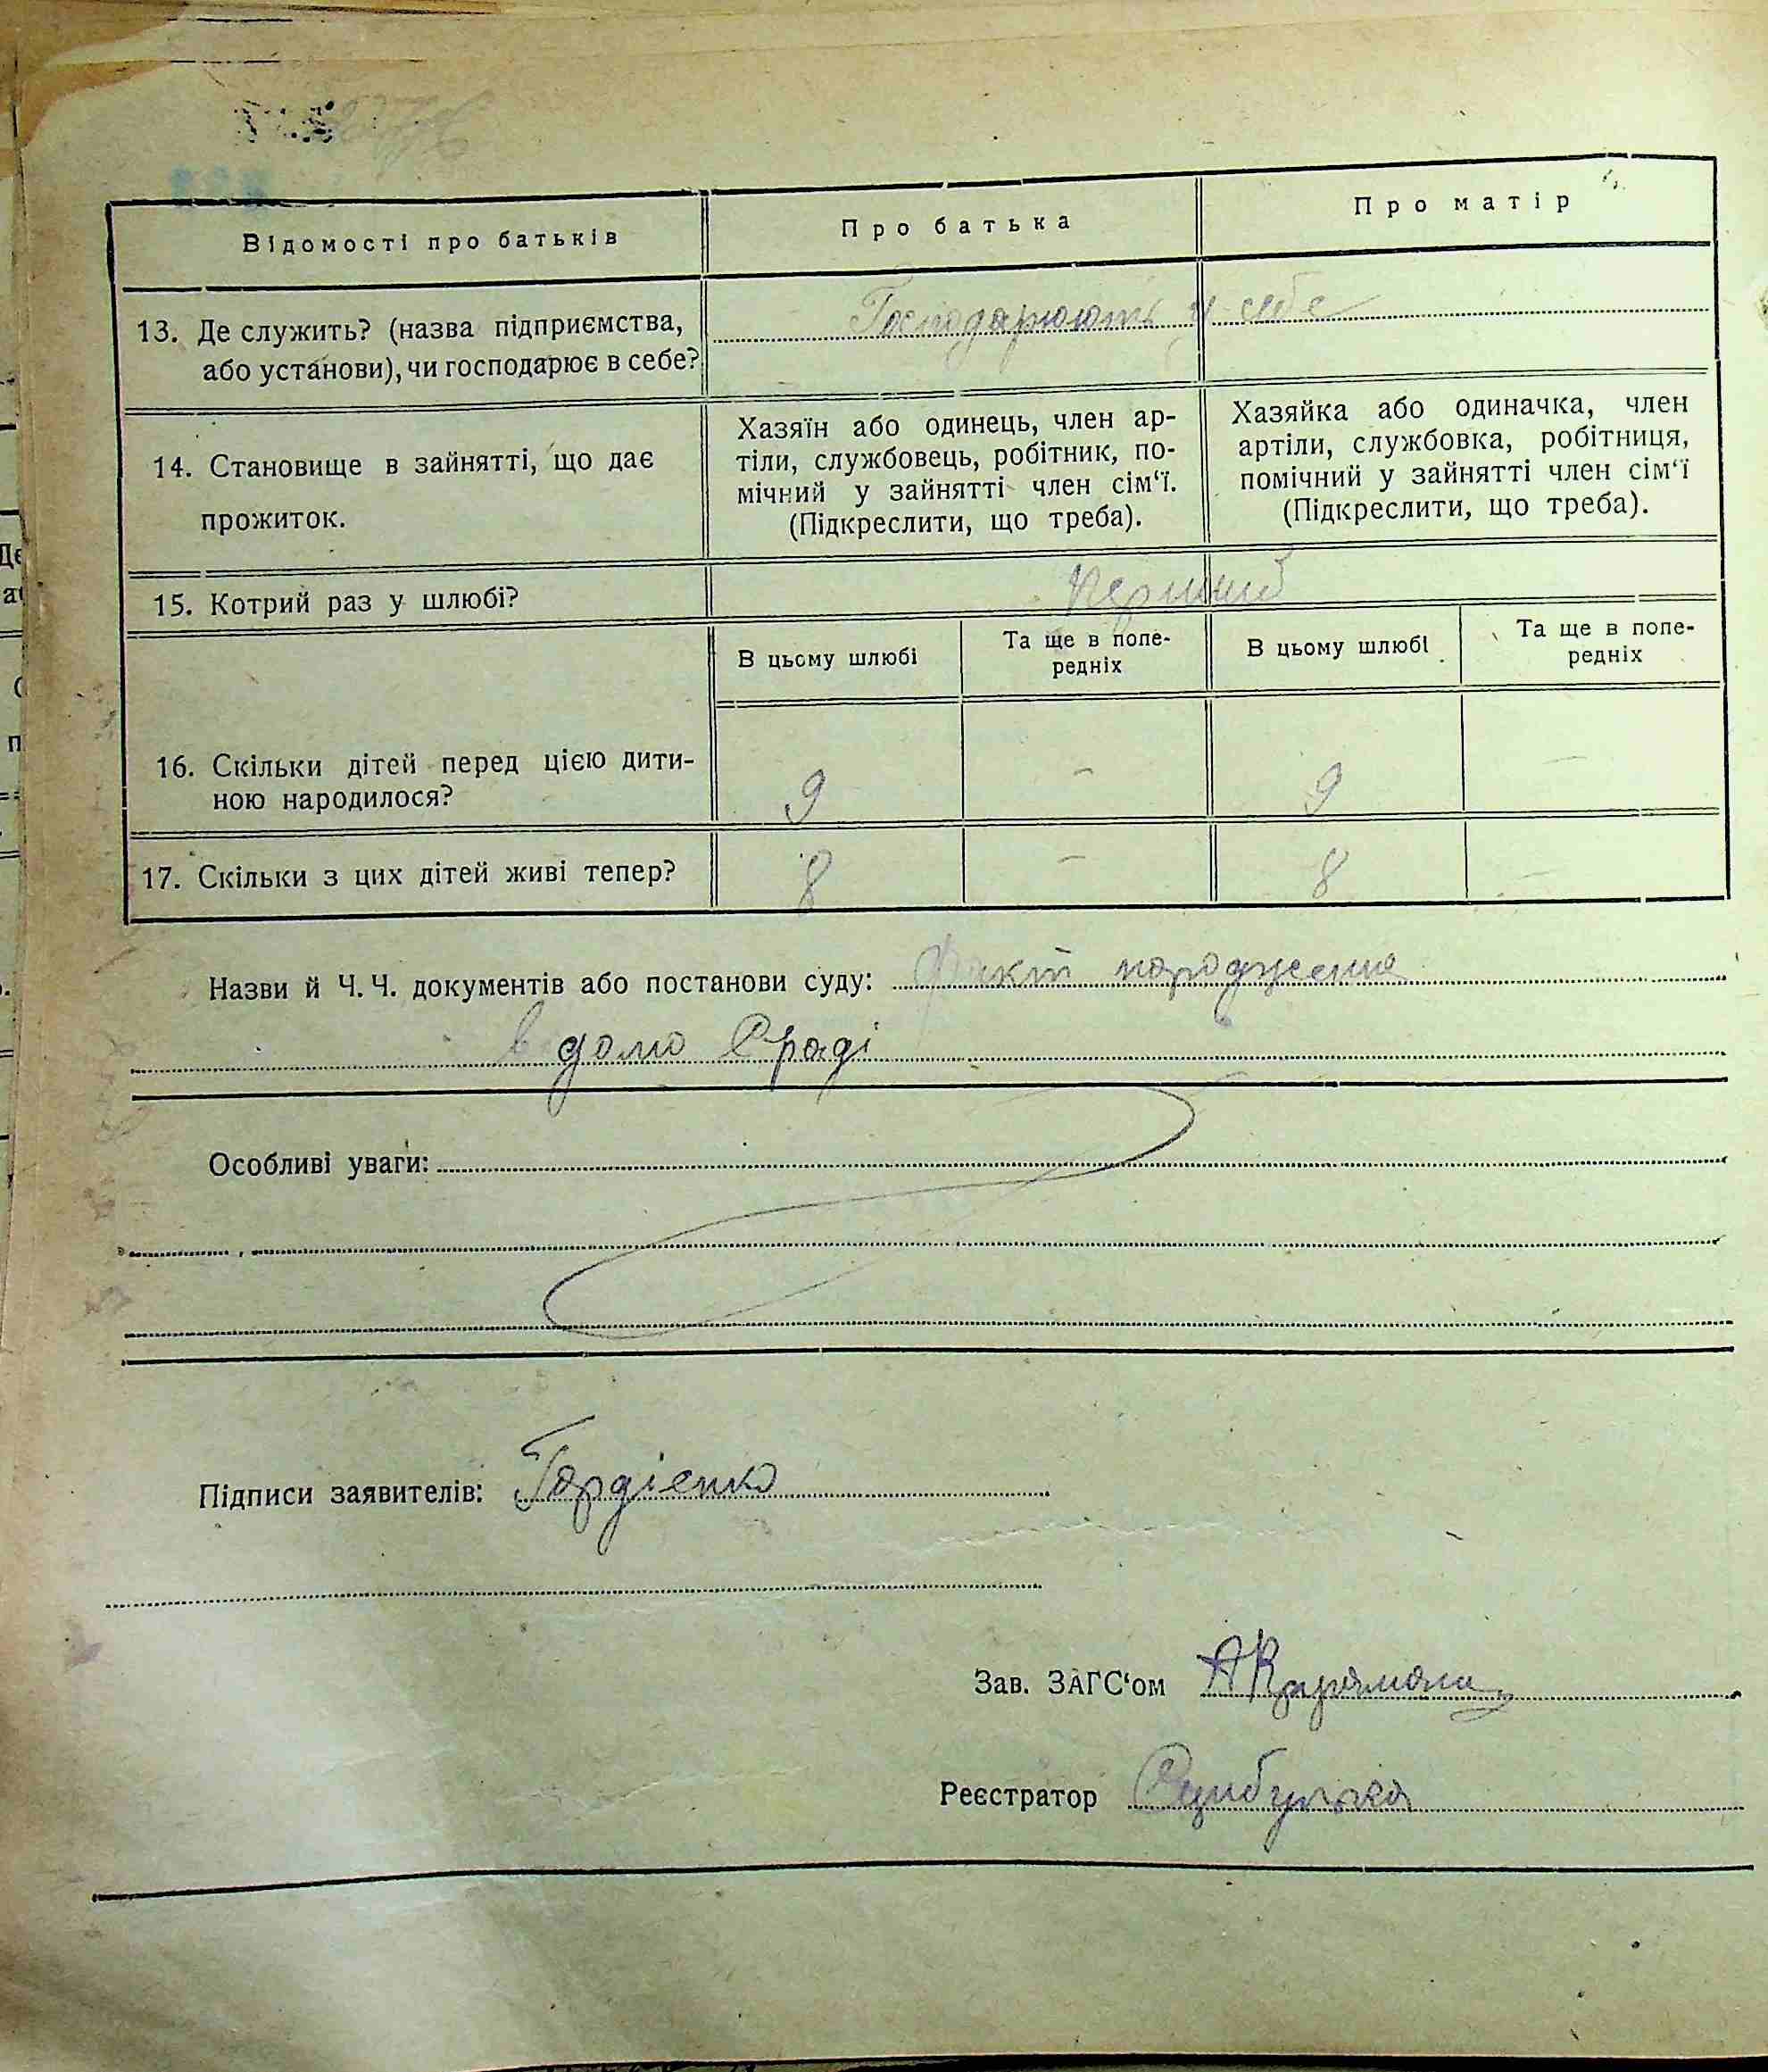 Відомості про батьків
Про батька
Про матір
13. Де служить? (назва підприємства,
або установи), чи господарює в себе?
Господарюють у себе
14. Становище в зайнятті, що дає
прожиток.
Хазяїн або одинець, член ар-
тіли, службовець, робітник, по-
мічний у зайнятті член сім‘ї.
(Підкреслити, що треба).
Хазяйка або одиначка, член
артіли, службовка, робітниця,
помічний у зайнятті член сім‘ї
(Підкреслити, що треба).
15. Котрий раз у шлюбі?
перший
В цьому шлюбі
Та ще в попе-
редніх
В цьому шлюбі
Та ще в попе-
редніх
16. Скільки дітей перед цією дити-
ною народилося?
9 - 9 -
17. Скільки з цих дітей живі тепер?
8 - 8 -
Назви й Ч. Ч. документів або постанови суду: Факт народження
в домо С раді
Особливі уваги:
Підписи заявителів: Гордієнко
Зав. ЗАГС‘ом
Реєстратор